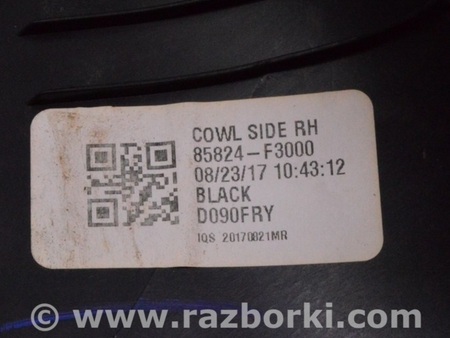 COWL SIDE RH
85824-F3000
08/23/17 10:43:12
BLACK
D090FRY
IQS 20170821MR
© www.razborki.com